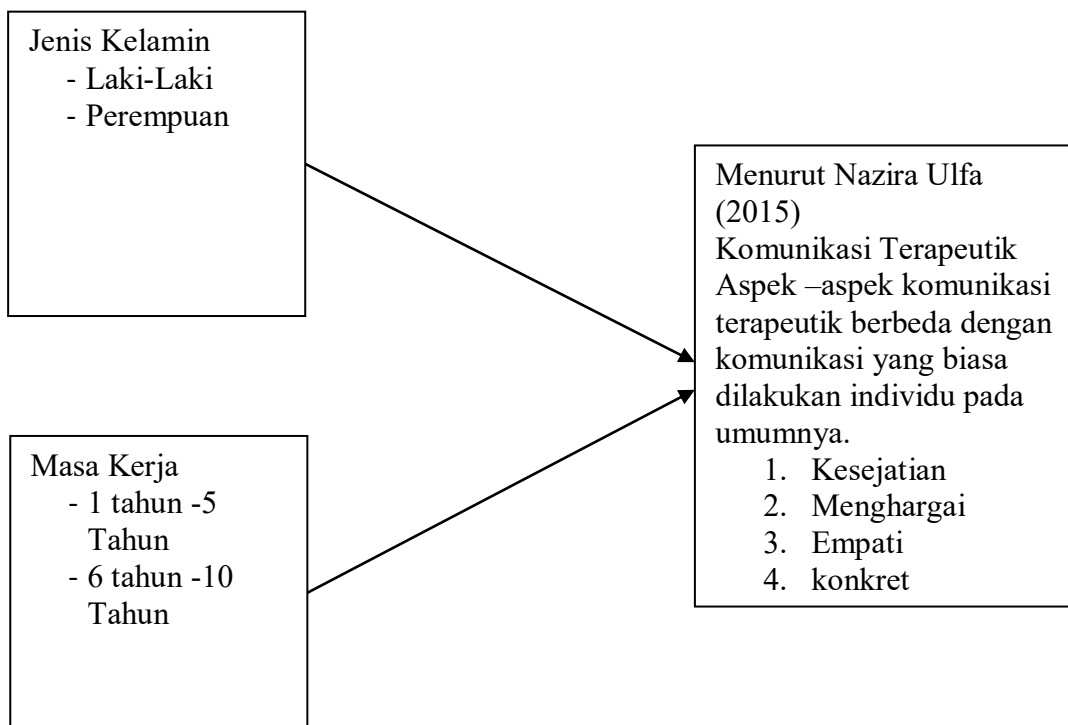 Jenis Kelamin
- Laki-Laki
- Perempuan
Menurut Nazira Ulfa
(2015)
Komunikasi Terapeutik
Aspek –aspek komunikasi
terapeutik berbeda dengan
komunikasi yang biasa
dilakukan individu pada
umumnya.
1. Kesejatian
2. Menghargai
3. Empati
4. konkret
Masa Kerja
- 1 tahun -5
Tahun
- 6 tahun -10
Tahun